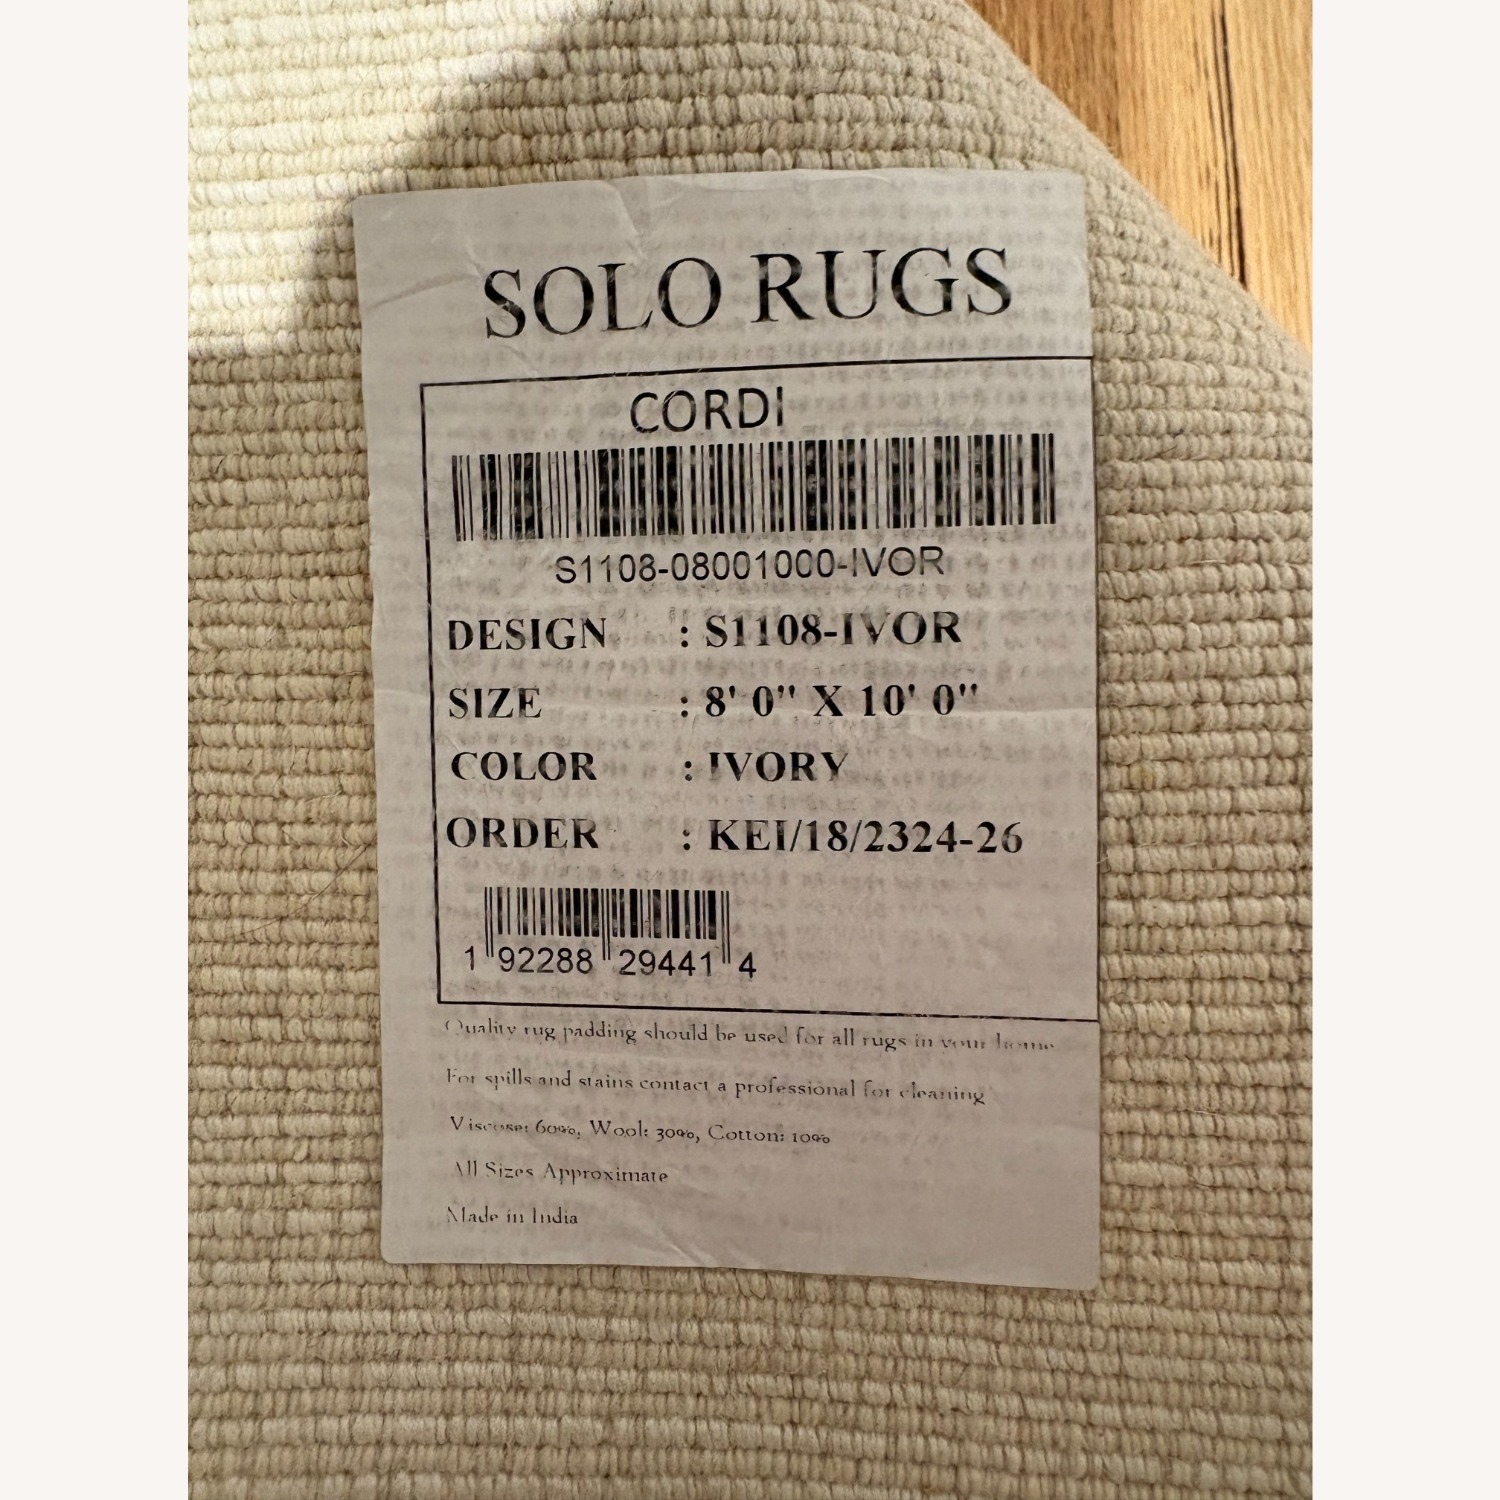 SOLO RUGS
CORDI
S1108-08001000-IVOR
DESIGN : S1108-IVOR
SIZE : 8' 0" X 10' 0"
COLOR : IVORY
ORDER : KEI/18/2324-26
1 92288 29441 4
Quality rug padding should be used for all rugs in your home
For spills and stains contact a professional for cleaning
Viscose: 60%, Wool: 30%, Cotton: 10%
All Sizes Approximate
Made in India